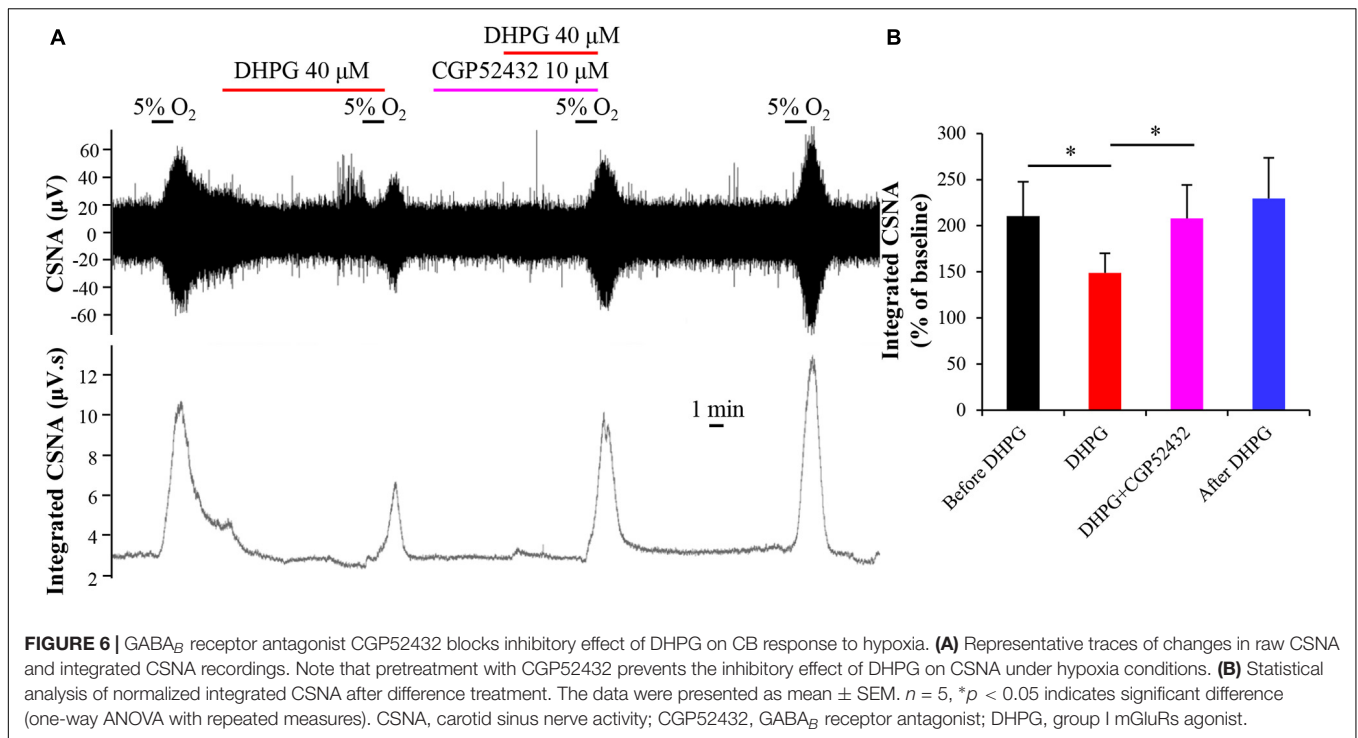 A
B
DHPG 40 μM
DHPG 40 μM
CGP52432 10 μM
5% O₂
5% O₂
5% O₂
5% O₂
CSNA (μV)
60
40
20
0
-20
-40
-60
Integrated CSNA (μV.s)
12
10
8
6
4
2
1 min
Integrated CSNA
(% of baseline)
300
250
200
150
100
50
0
*
*
Before DHPG
DHPG
DHPG+CGP52432
After DHPG
FIGURE 6 | GABA_B receptor antagonist CGP52432 blocks inhibitory effect of DHPG on CB response to hypoxia. (A) Representative traces of changes in raw CSNA
and integrated CSNA recordings. Note that pretreatment with CGP52432 prevents the inhibitory effect of DHPG on CSNA under hypoxia conditions. (B) Statistical
analysis of normalized integrated CSNA after difference treatment. The data were presented as mean ± SEM. n = 5, *p < 0.05 indicates significant difference
(one-way ANOVA with repeated measures). CSNA, carotid sinus nerve activity; CGP52432, GABA_B receptor antagonist; DHPG, group I mGluRs agonist.